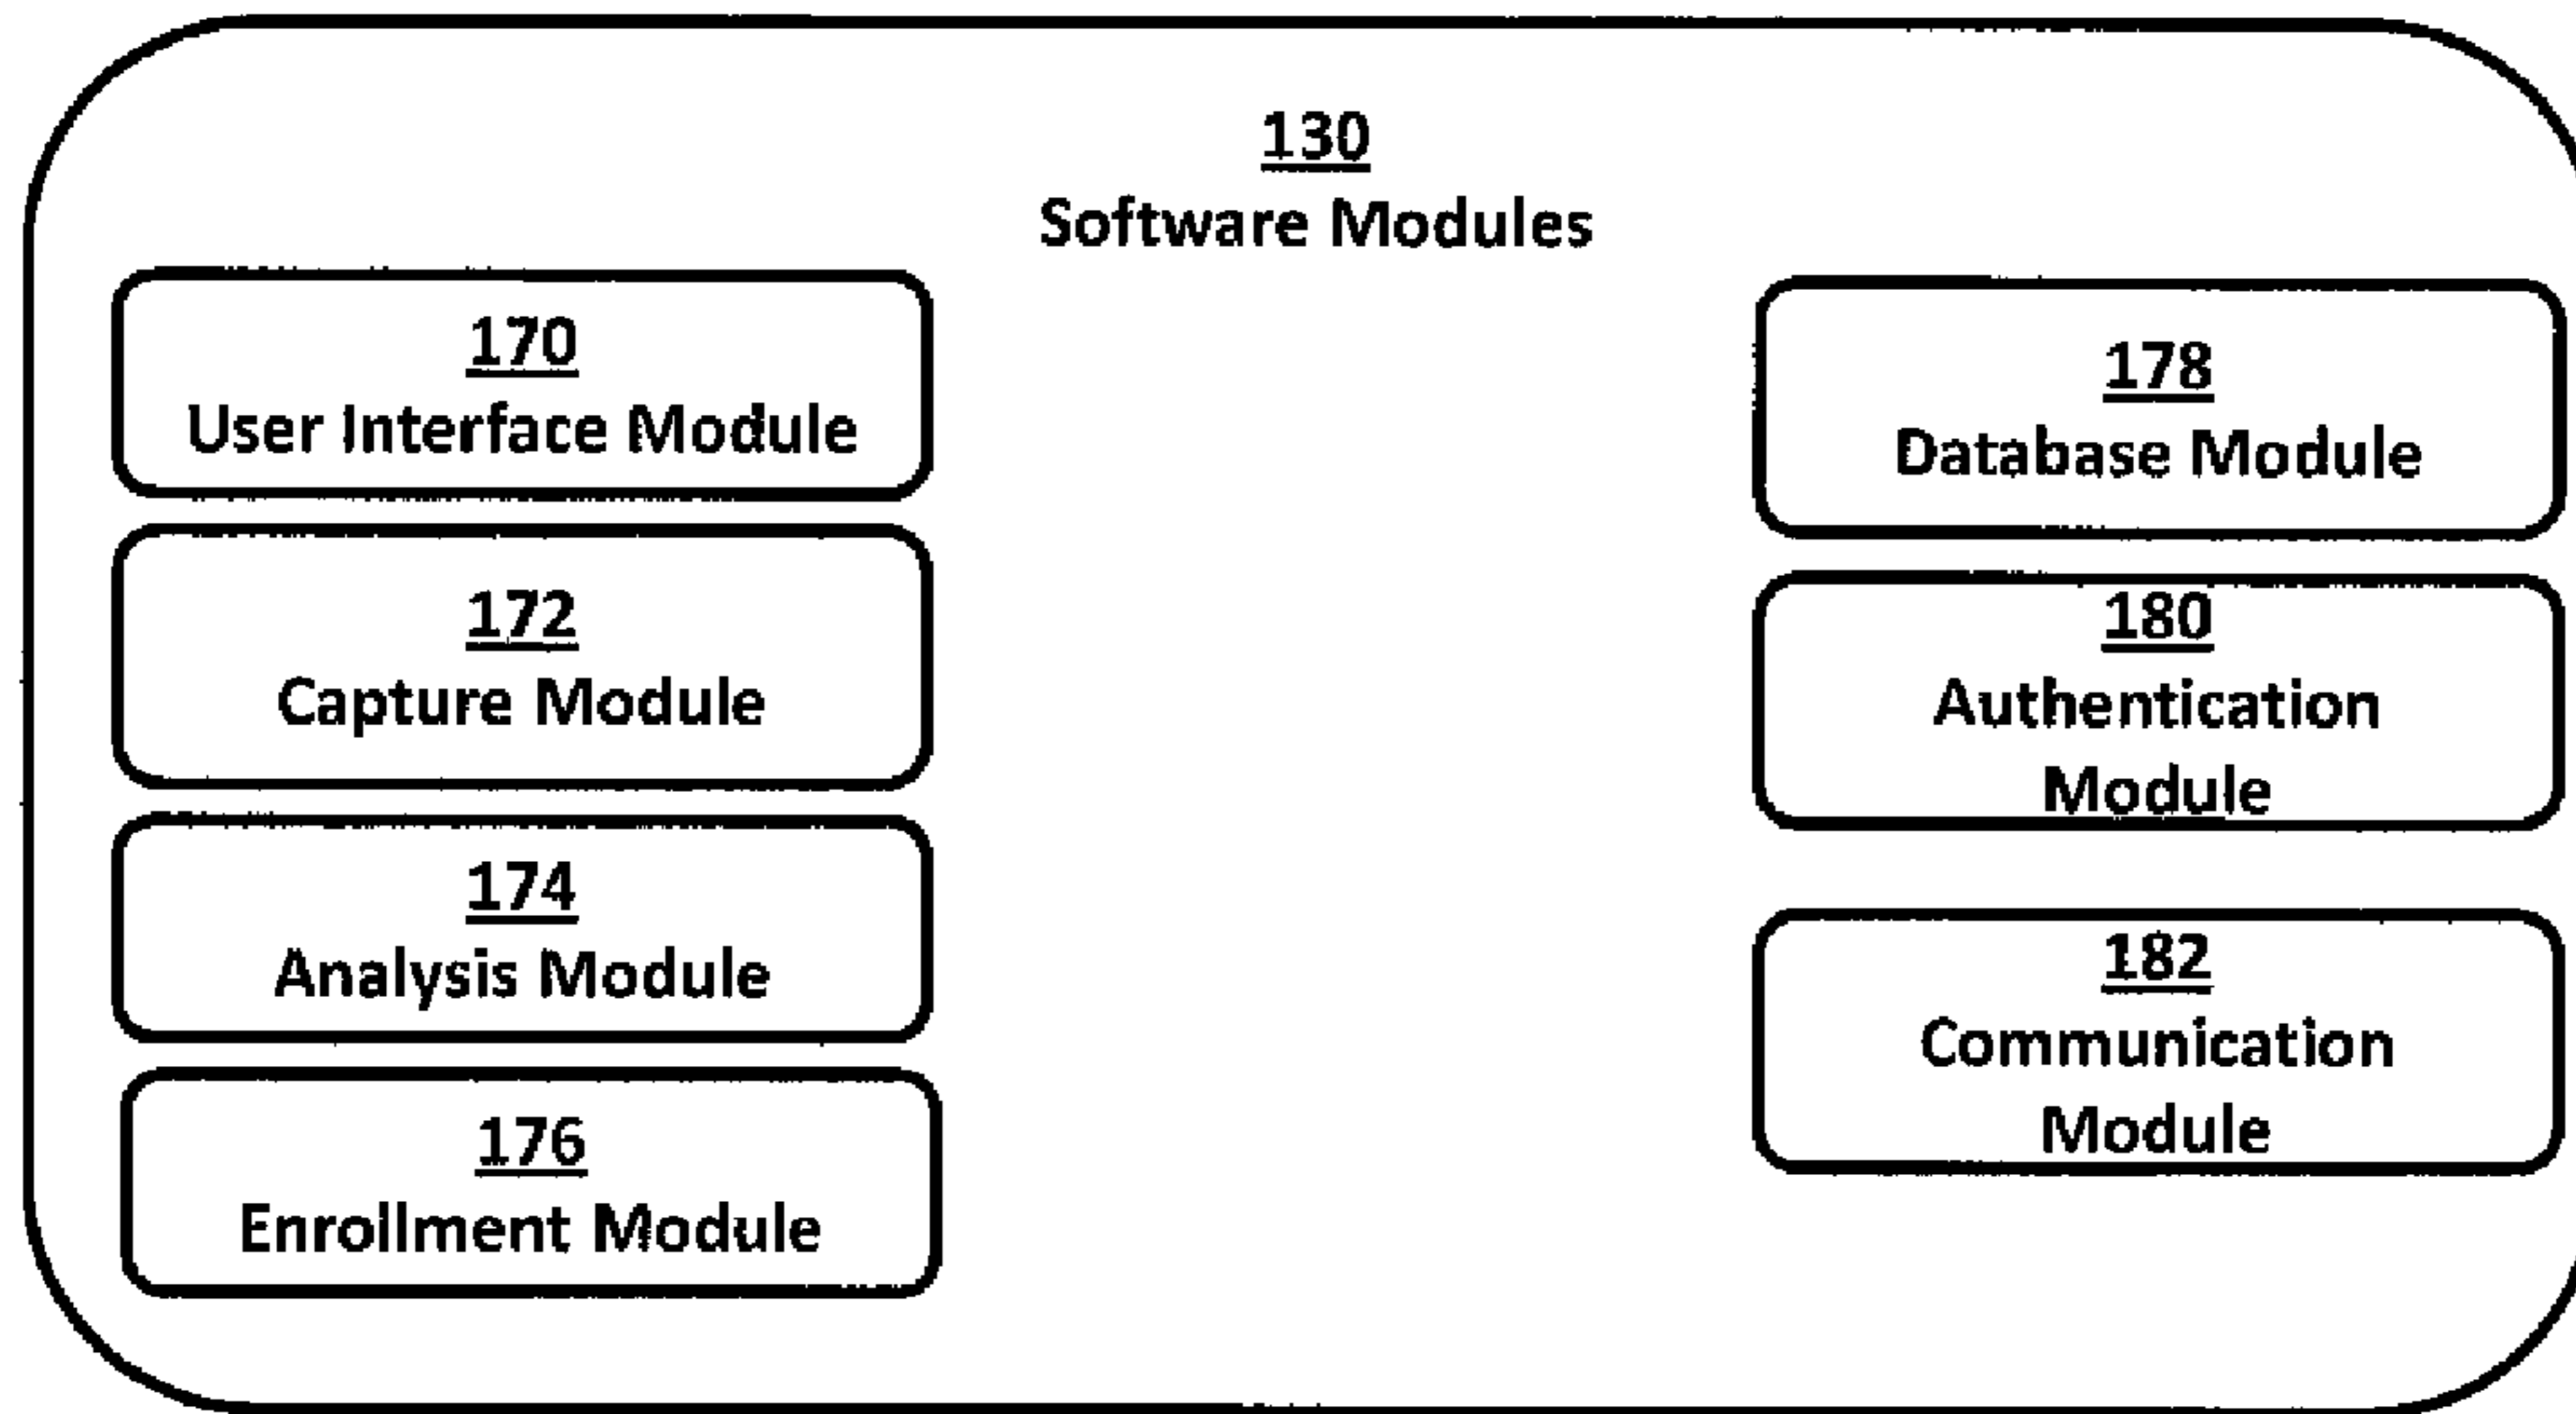 130
Software Modules
170
User Interface Module
172
Capture Module
174
Analysis Module
176
Enrollment Module
178
Database Module
180
Authentication
Module
182
Communication
Module